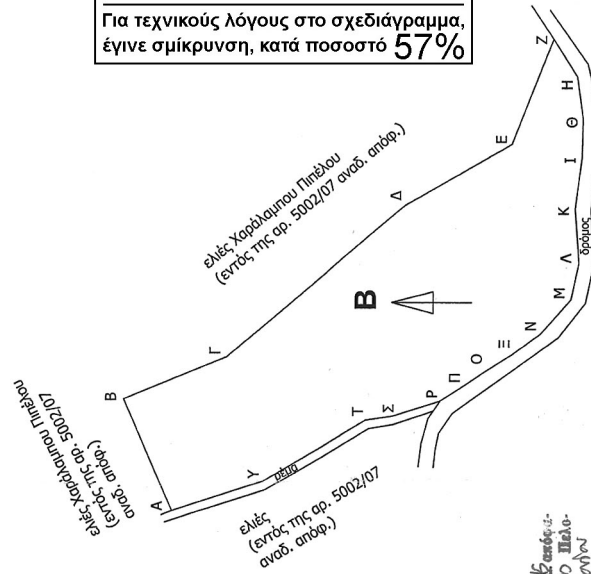 Για τεχνικούς λόγους στο σχεδιάγραμμα,
έγινε σμίκρυνση, κατά ποσοστό 57%
Ζ
Η
Θ
Ι
Ε
Κ
δρόμος
Δ
Λ
Μ
ελιές Χαράλαμπου Πιπέλου
(εντός της αρ. 5002/07 αναδ. απόφ.)
Β
Ν
Ξ
Ο
Π
Ρ
Γ
Β
ελιές Χαράλαμπου Πιπέλου
(εντός της αρ. 5002/07
αναδ. απόφ.)
Τ
Σ
Υ
ρέμα
Α
ελιές
(εντός της αρ. 5002/07
αναδ. απόφ.)
Πελο-